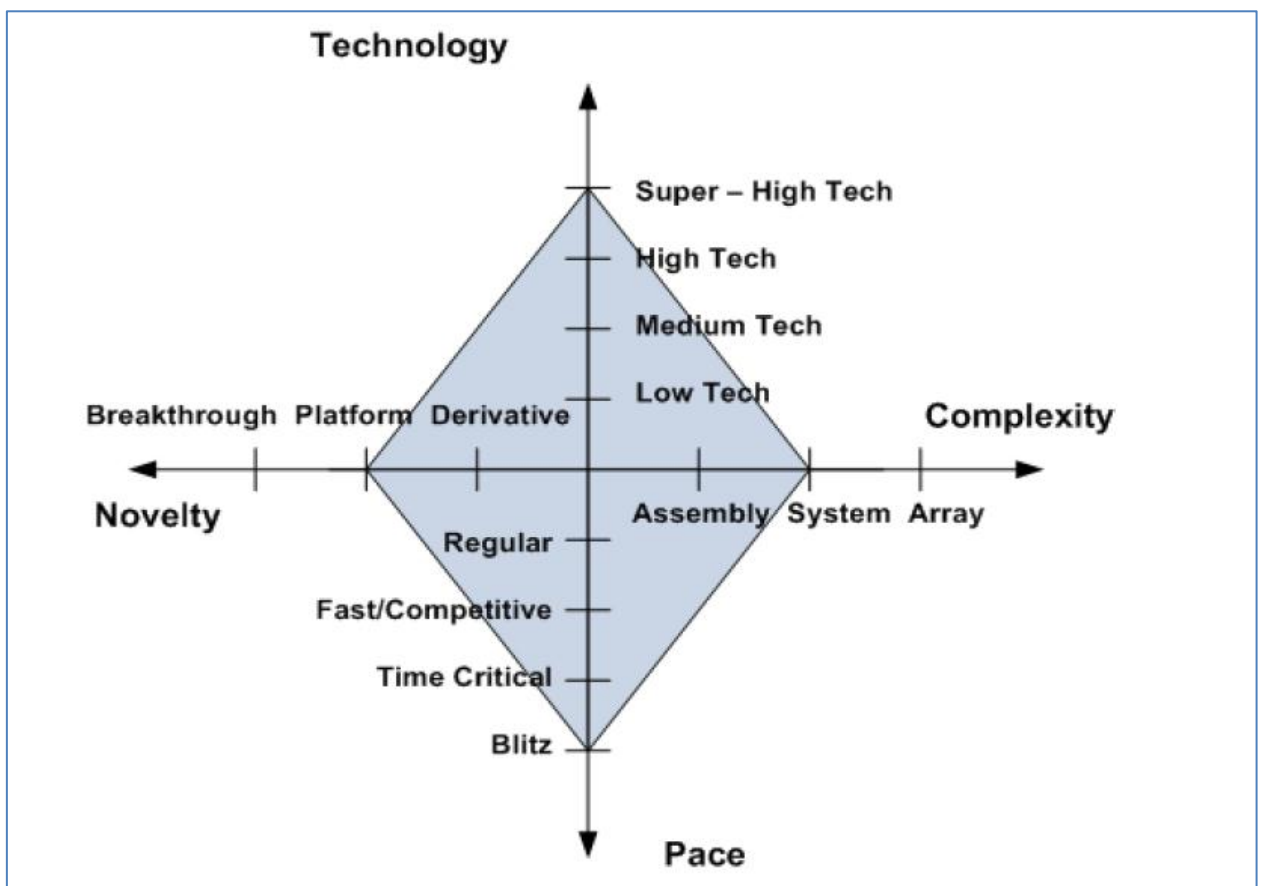 Technology
Super – High Tech
High Tech
Medium Tech
Low Tech
Breakthrough Platform Derivative
Complexity
Novelty
Assembly System Array
Regular
Fast/Competitive
Time Critical
Blitz
Pace